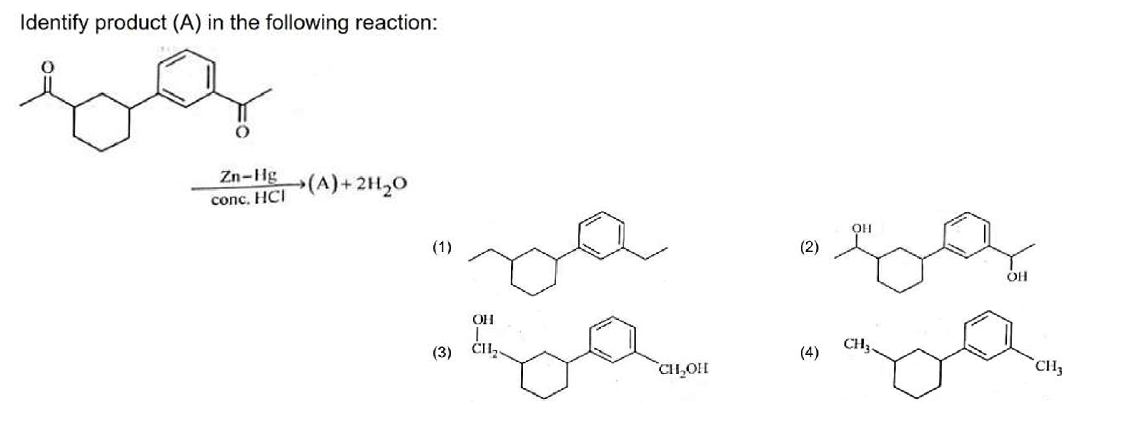 Identify product (A) in the following reaction:
O
O
Zn-Hg
conc. HCl
→(A)+2H₂O
(1)
(2)
OH
OH
(3)
OH
CH₂
CH₂OH
(4)
CH₃
CH₃